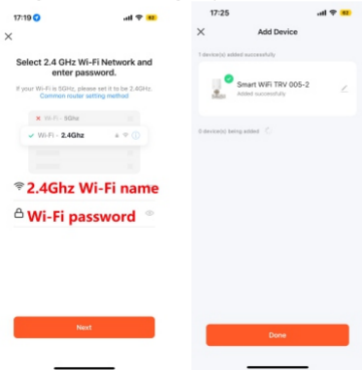 17:19
82
Select 2.4 GHz Wi-Fi Network and
enter password.
If your Wi-Fi is 5GHz, please set it to be 2.4GHz.
Common router setting method
Wi-Fi - 5Ghz
Wi-Fi - 2.4Ghz
2.4Ghz Wi-Fi name
Wi-Fi password
Next
17:25
Add Device
1 device(s) added successfully
Smart WiFi TRV 005-2
Added successfully
0 device(s) being added
Done